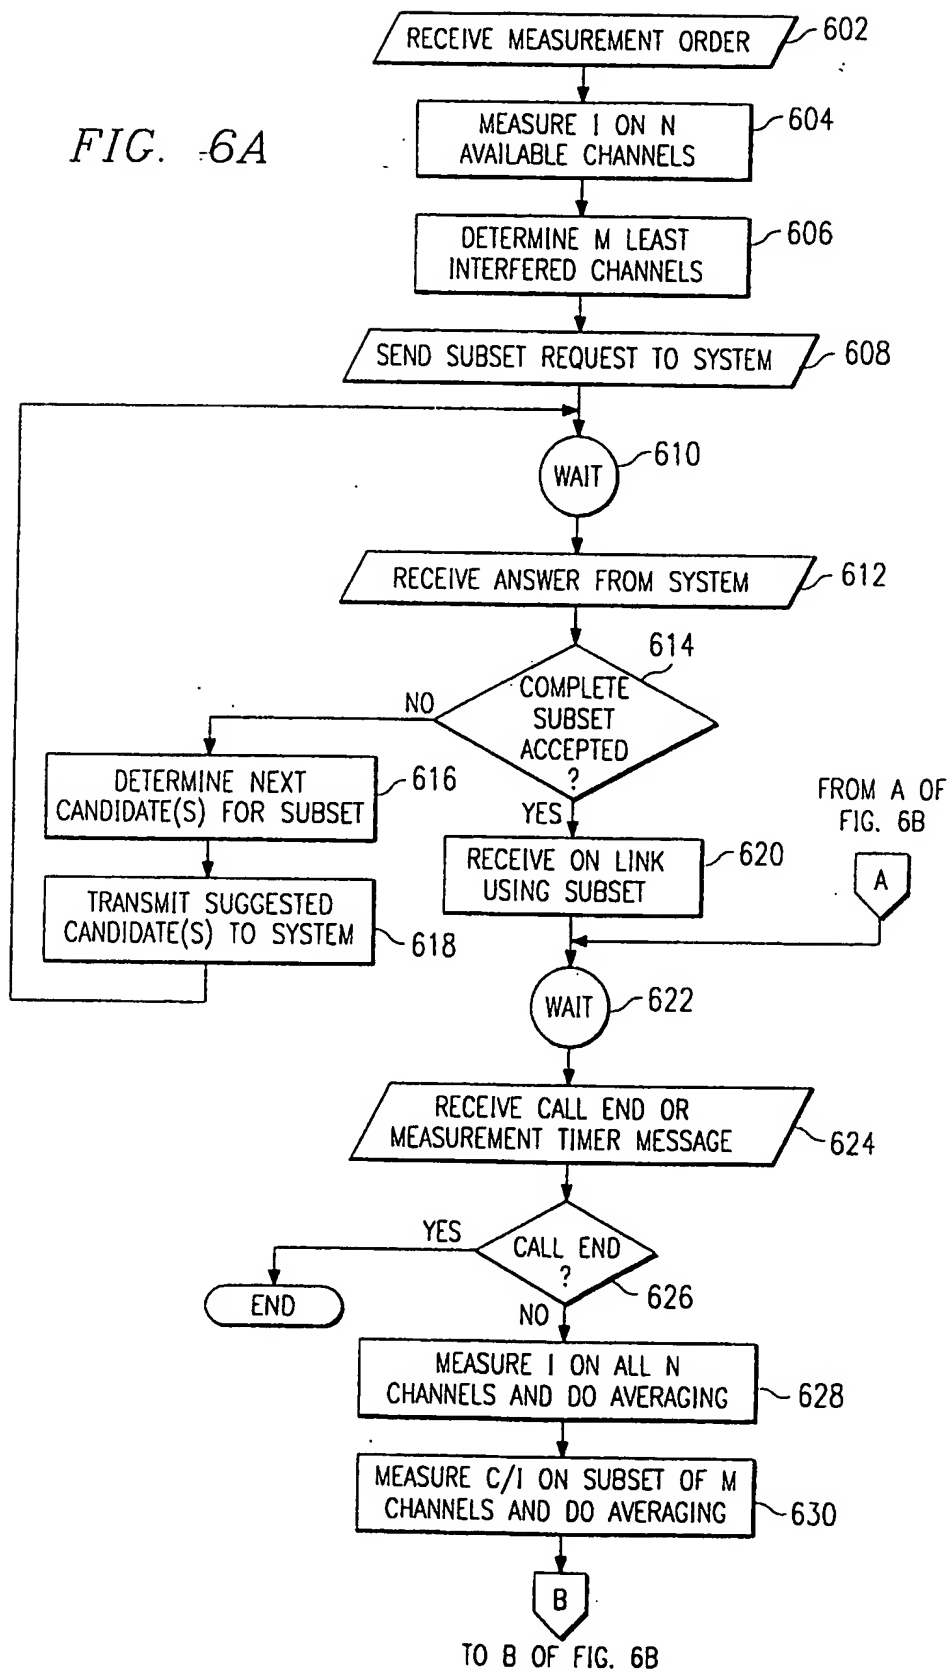 FIG. 6A
RECEIVE MEASUREMENT ORDER
602
MEASURE I ON N
AVAILABLE CHANNELS
604
DETERMINE M LEAST
INTERFERED CHANNELS
606
SEND SUBSET REQUEST TO SYSTEM
608
WAIT
610
RECEIVE ANSWER FROM SYSTEM
612
COMPLETE
SUBSET
ACCEPTED
?
614
NO
YES
DETERMINE NEXT
CANDIDATE(S) FOR SUBSET
616
TRANSMIT SUGGESTED
CANDIDATE(S) TO SYSTEM
618
RECEIVE ON LINK
USING SUBSET
620
FROM A OF
FIG. 6B
A
WAIT
622
RECEIVE CALL END OR
MEASUREMENT TIMER MESSAGE
624
CALL END
?
626
YES
END
NO
MEASURE I ON ALL N
CHANNELS AND DO AVERAGING
628
MEASURE C/I ON SUBSET OF M
CHANNELS AND DO AVERAGING
630
B
TO B OF FIG. 6B